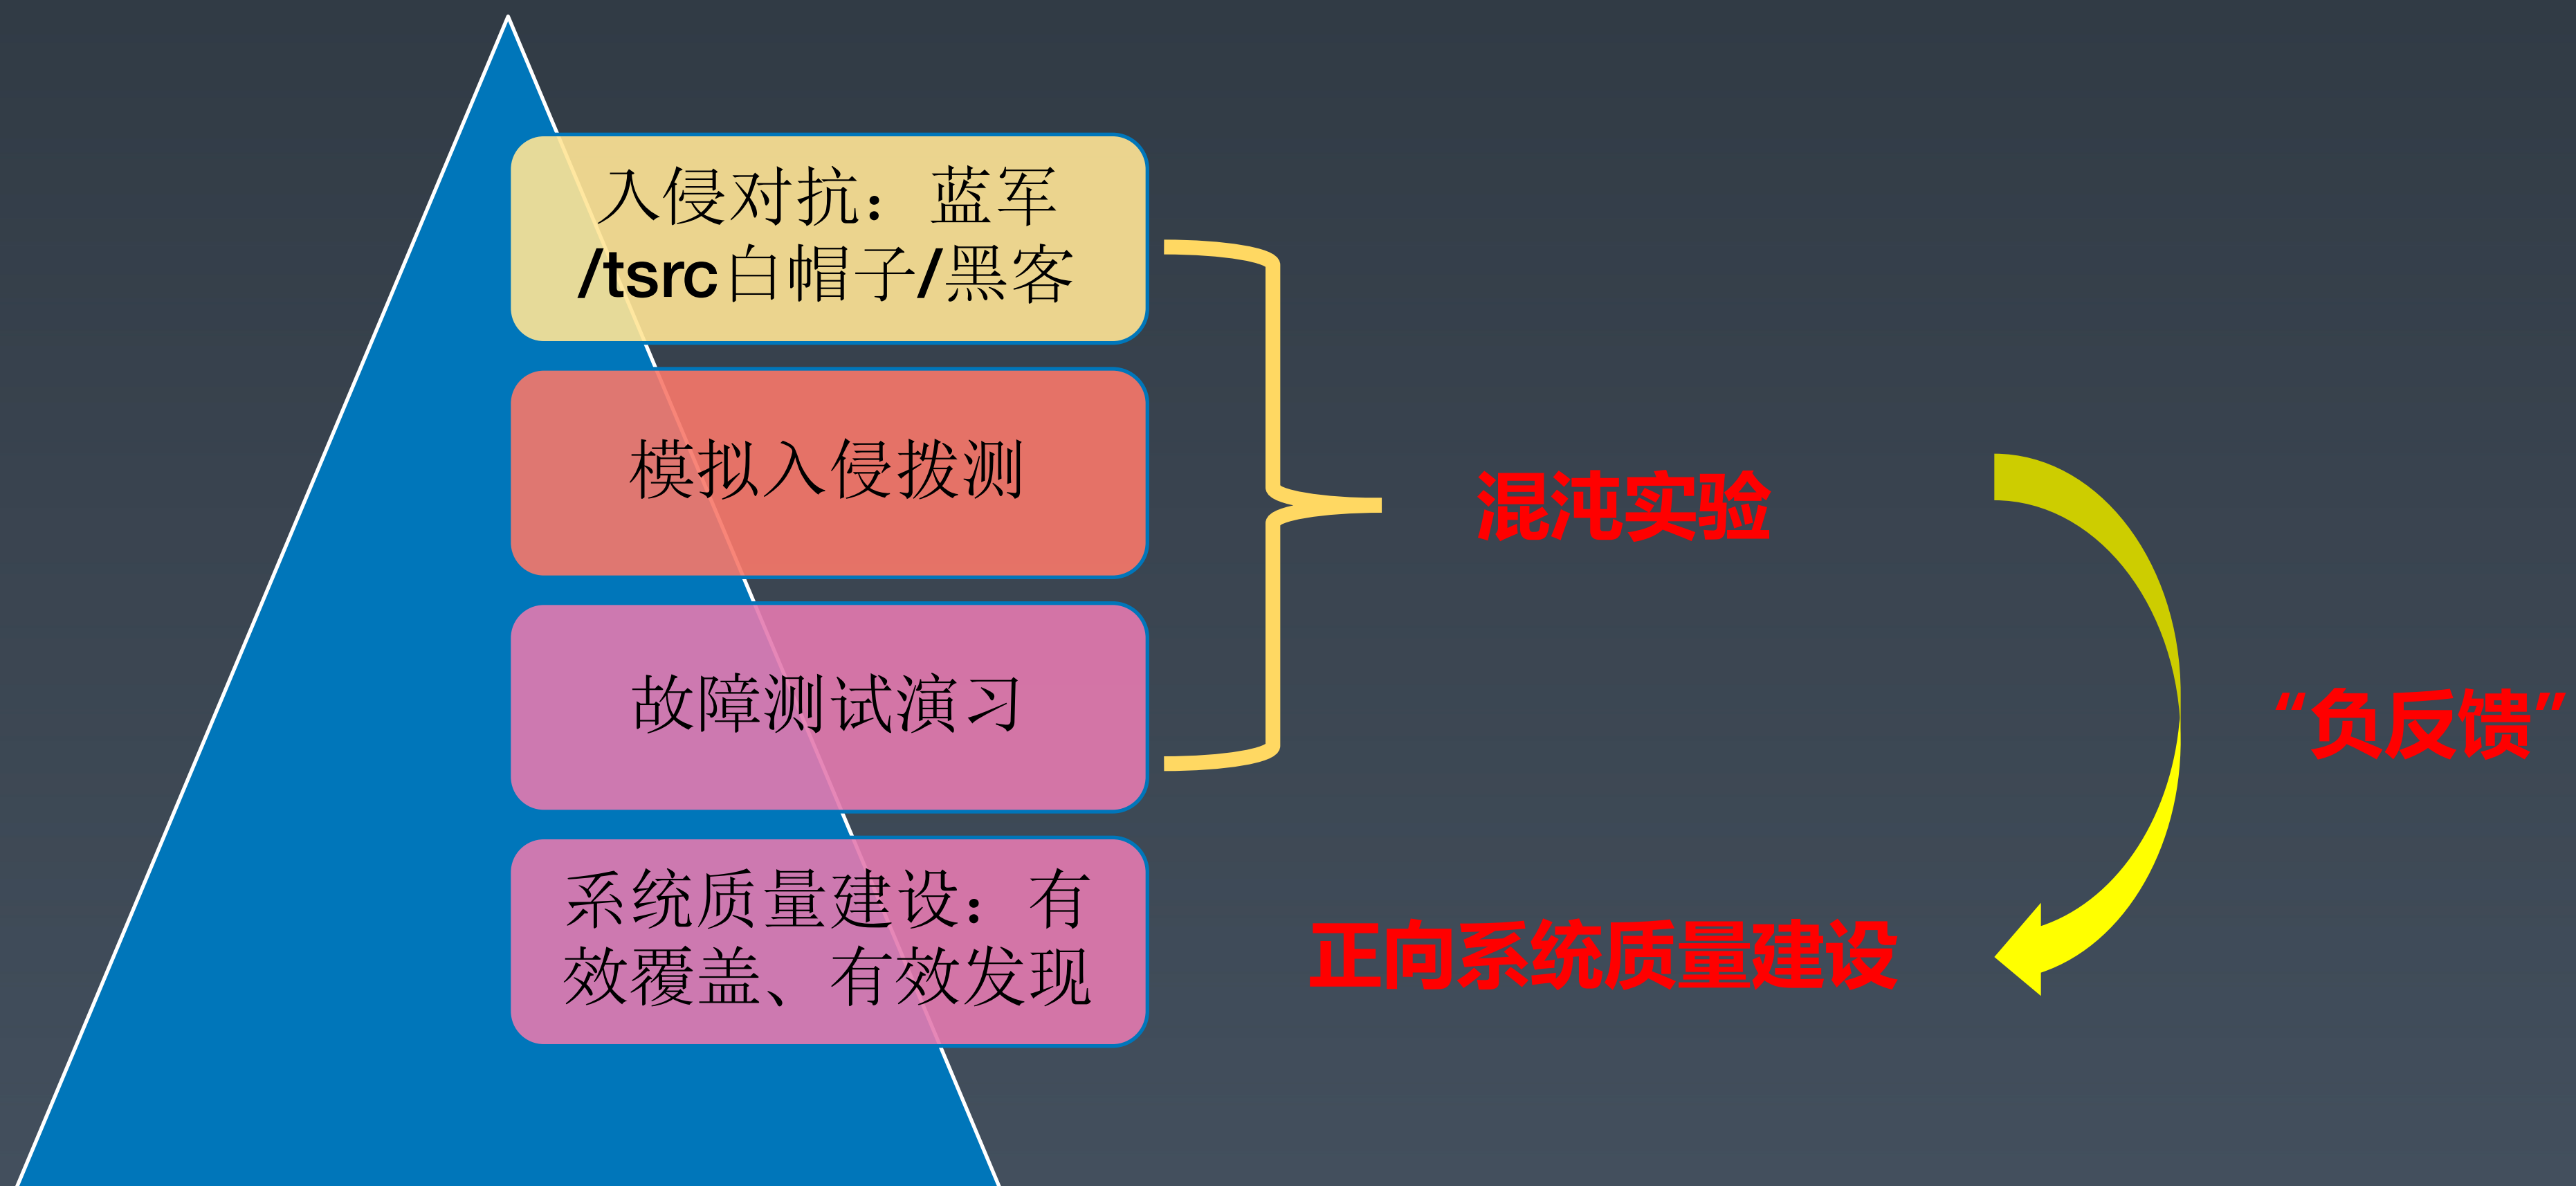 入侵对抗：蓝军
/tsrc白帽子/黑客
模拟入侵拨测
故障测试演习
系统质量建设：有
效覆盖、有效发现
混沌实验
“负反馈”
正向系统质量建设